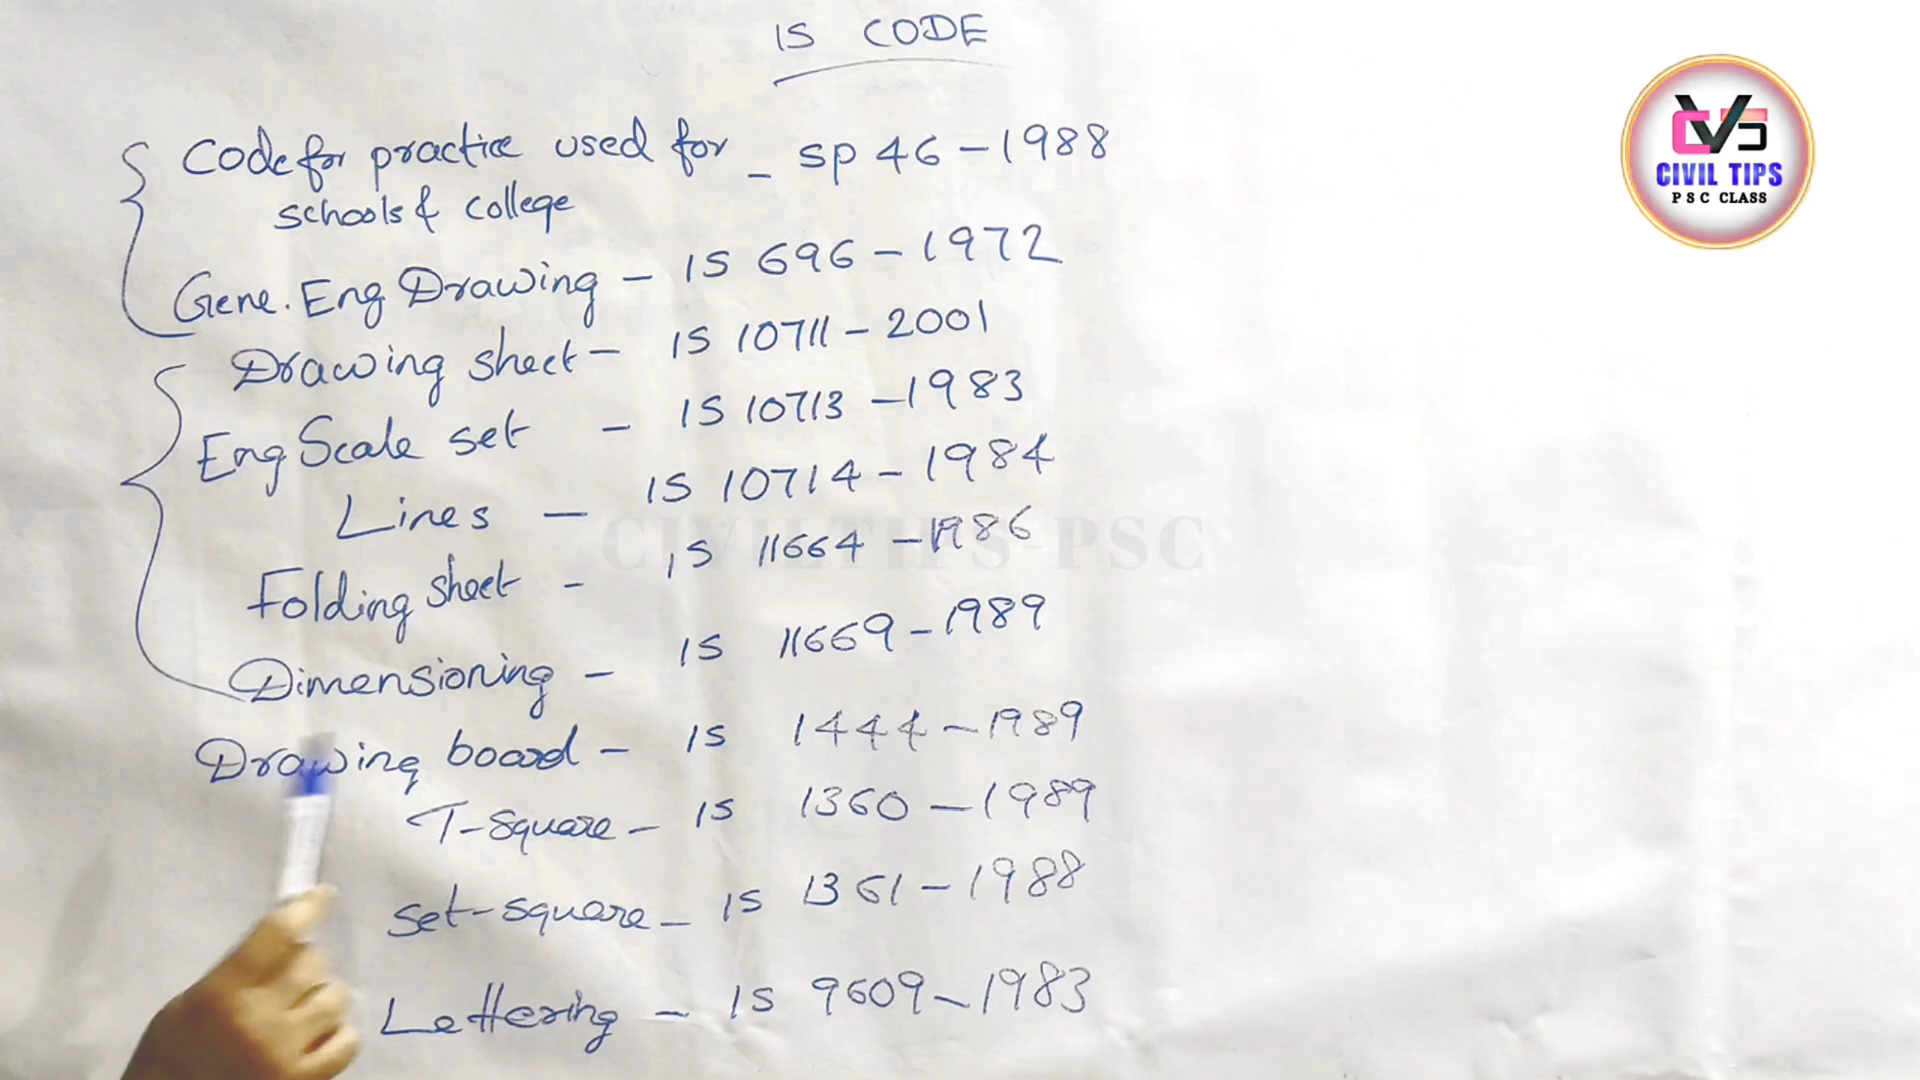 IS CODE
Code for practice used for - SP 46 - 1988
schools & college
Gene. Eng Drawing - IS 696 - 1972
Drawing sheet - IS 10711 - 2001
Eng Scale set - IS 10713 - 1983
Lines - IS 10714 - 1984
Folding sheet - IS 11664 - 1986
Dimensioning - IS 11669 - 1989
Drawing board - IS 1444 - 1989
T-square - IS 1360 - 1989
Set-square - IS 1361 - 1988
Lettering - IS 9609 - 1983
CVS
CIVIL TIPS
PSC CLASS
CIVILTIPS-PSC